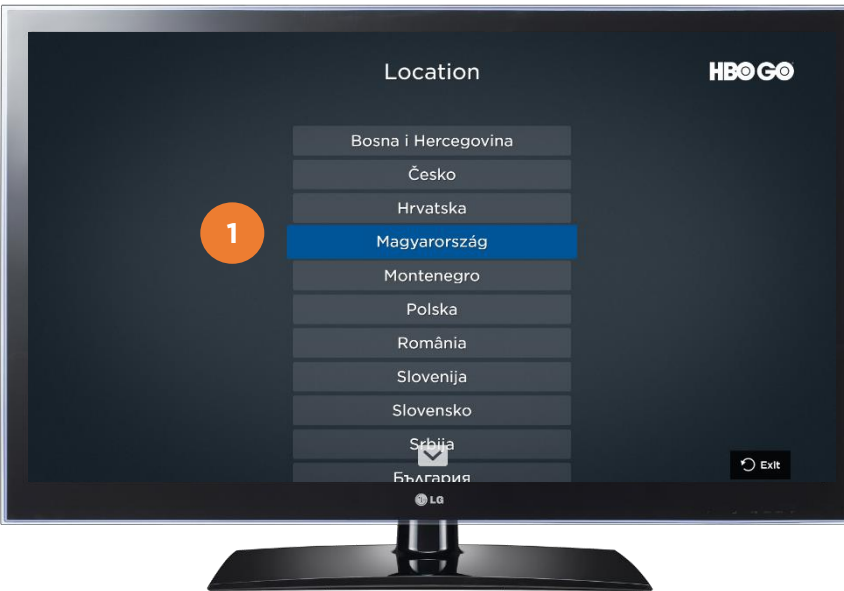 Location
HBO GO
Bosna i Hercegovina
Česko
Hrvatska
1
Magyarország
Montenegro
Polska
România
Slovenija
Slovensko
Srbija
България
Exit
LG